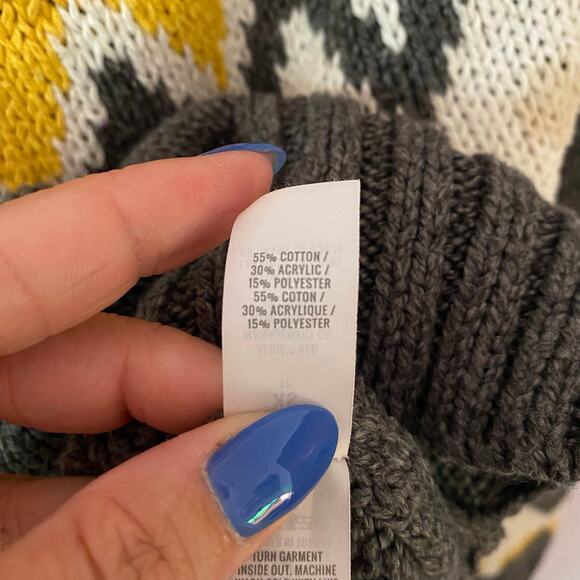 55% COTTON /
30% ACRYLIC /
15% POLYESTER
55% COTON /
30% ACRYLIQUE /
15% POLYESTER
TURN GARMENT
INSIDE OUT, MACHINE